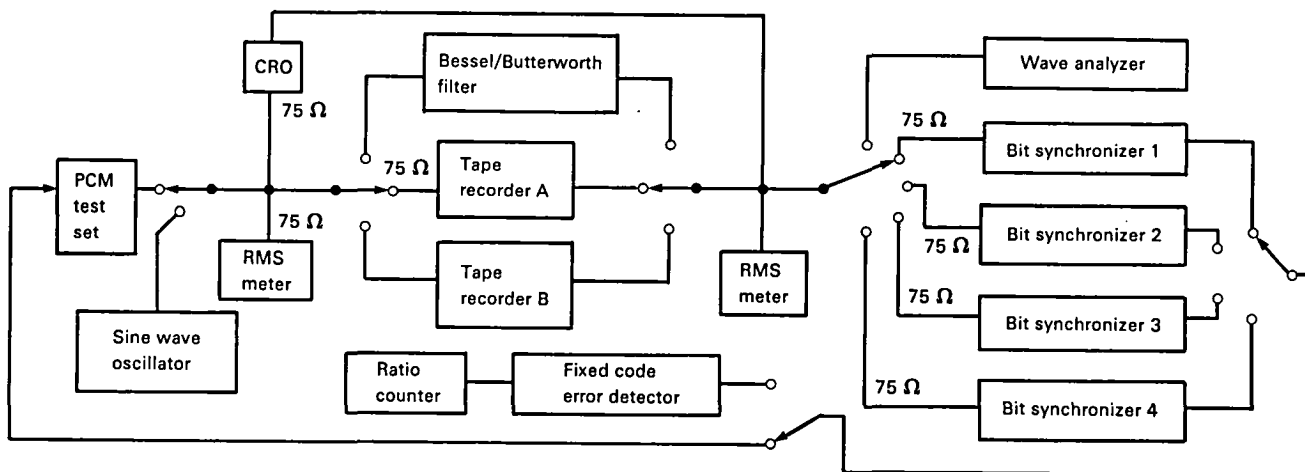 CRO
75 Ω
Bessel/Butterworth
filter
Wave analyzer
75 Ω
Bit synchronizer 1
PCM
test
set
75 Ω
Tape
recorder A
75 Ω
RMS
meter
75 Ω
Bit synchronizer 2
Tape
recorder B
RMS
meter
75 Ω
Bit synchronizer 3
Sine wave
oscillator
Ratio
counter
Fixed code
error detector
75 Ω
Bit synchronizer 4